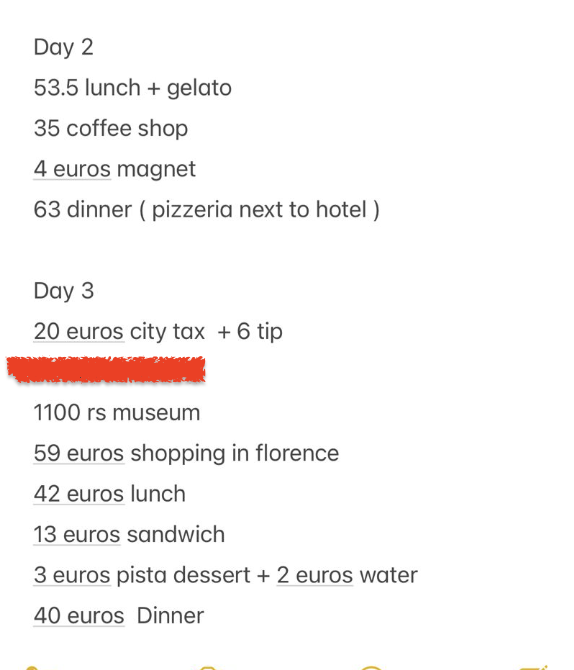 Day 2
53.5 lunch + gelato
35 coffee shop
4 euros magnet
63 dinner ( pizzeria next to hotel )
Day 3
20 euros city tax  + 6 tip
1100 rs museum
59 euros shopping in florence
42 euros lunch
13 euros sandwich
3 euros pista dessert + 2 euros water
40 euros  Dinner